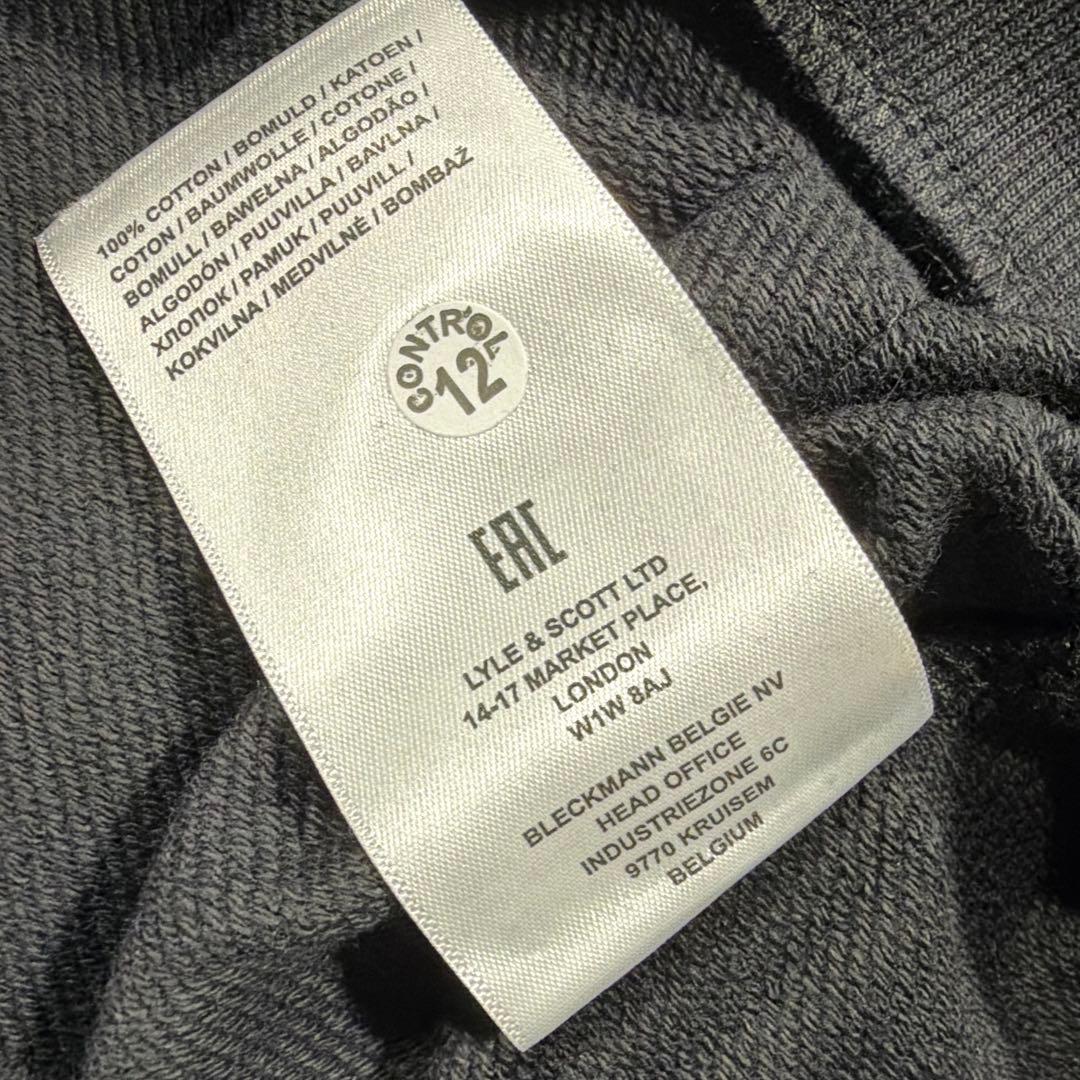 100% COTTON / BOMULD / KATOEN /
COTON / BAUMWOLLE / COTONE /
BOMULL / BAWEŁNA / ALGODÃO /
ALGODÓN / PUUVILLA / BAVLNA /
ХЛОПОК / PAMUK / PUUVILL /
KOKVILNA / MEDVILNĖ / BOMBAŽ
CONTROL
12
EAC
LYLE & SCOTT LTD
14-17 MARKET PLACE,
LONDON
W1W 8AJ
BLECKMANN BELGIE NV
HEAD OFFICE
INDUSTRIEZONE 6C
9770 KRUISEM
BELGIUM